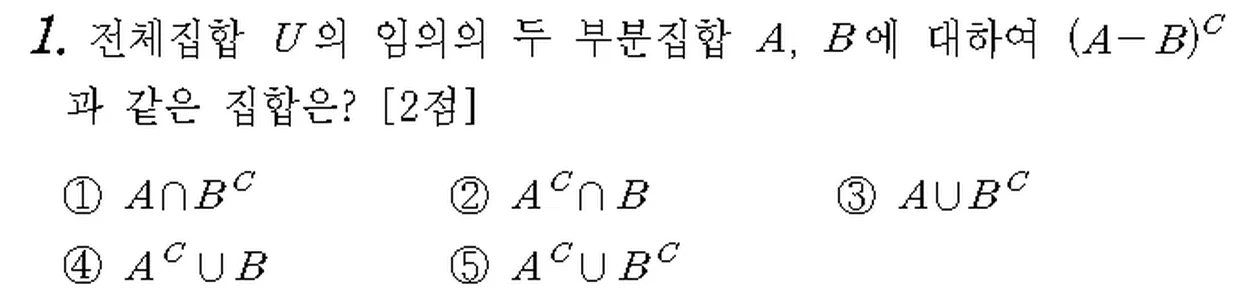 1. 전체집합 U의 임의의 두 부분집합 A, B에 대하여 (A−B)^C
과 같은 집합은? [2점]
① A∩B^C ② A^C∩B ③ A∪B^C
④ A^C∪B ⑤ A^C∪B^C